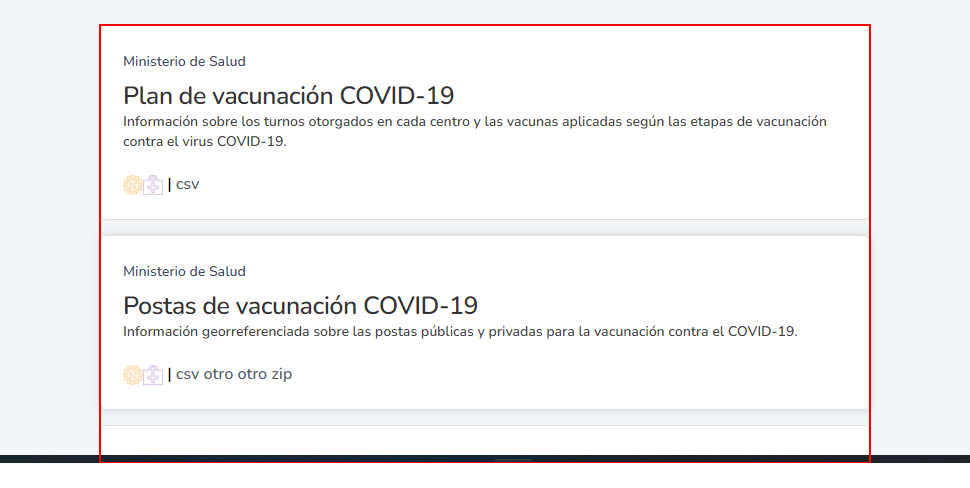 Ministerio de Salud
Plan de vacunación COVID-19
Información sobre los turnos otorgados en cada centro y las vacunas aplicadas según las etapas de vacunación
contra el virus COVID-19.
| csv
Ministerio de Salud
Postas de vacunación COVID-19
Información georreferenciada sobre las postas públicas y privadas para la vacunación contra el COVID-19.
| csv otro otro zip